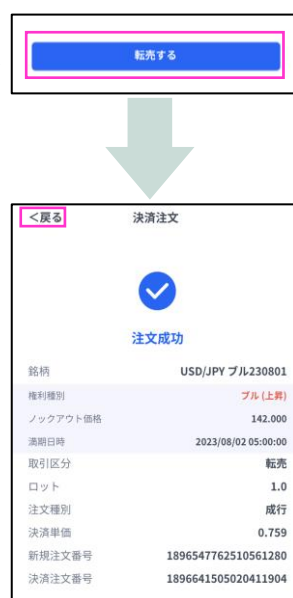 転売する
＜戻る 決済注文
注文成功
銘柄 USD/JPY ブル230801
権利種別 ブル (上昇)
ノックアウト価格 142.000
満期日時 2023/08/02 05:00:00
取引区分 転売
ロット 1.0
注文種別 成行
決済単価 0.759
新規注文番号 1896547762510561280
決済注文番号 1896641505020411904